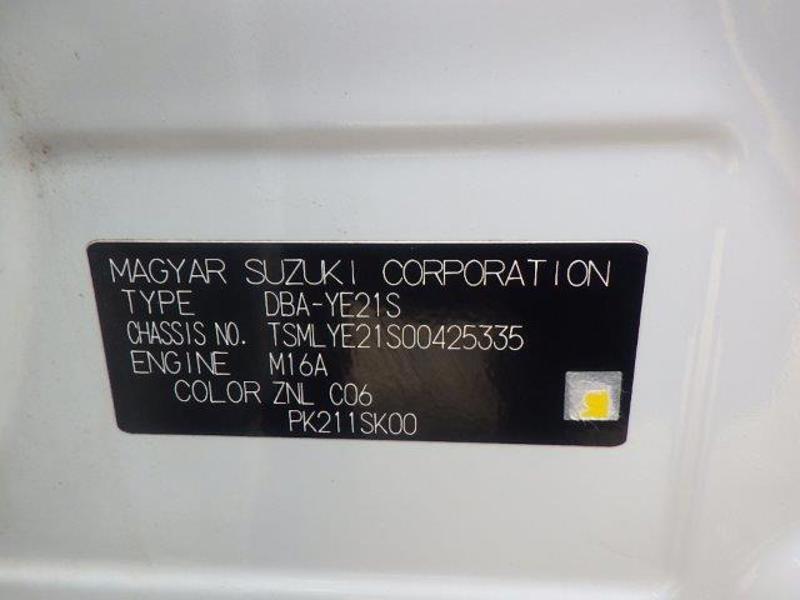 MAGYAR SUZUKI CORPORATION
TYPE DBA-YE21S
CHASSIS NO. TSMLYE21S00425335
ENGINE M16A
COLOR ZNL C06
PK211SK00